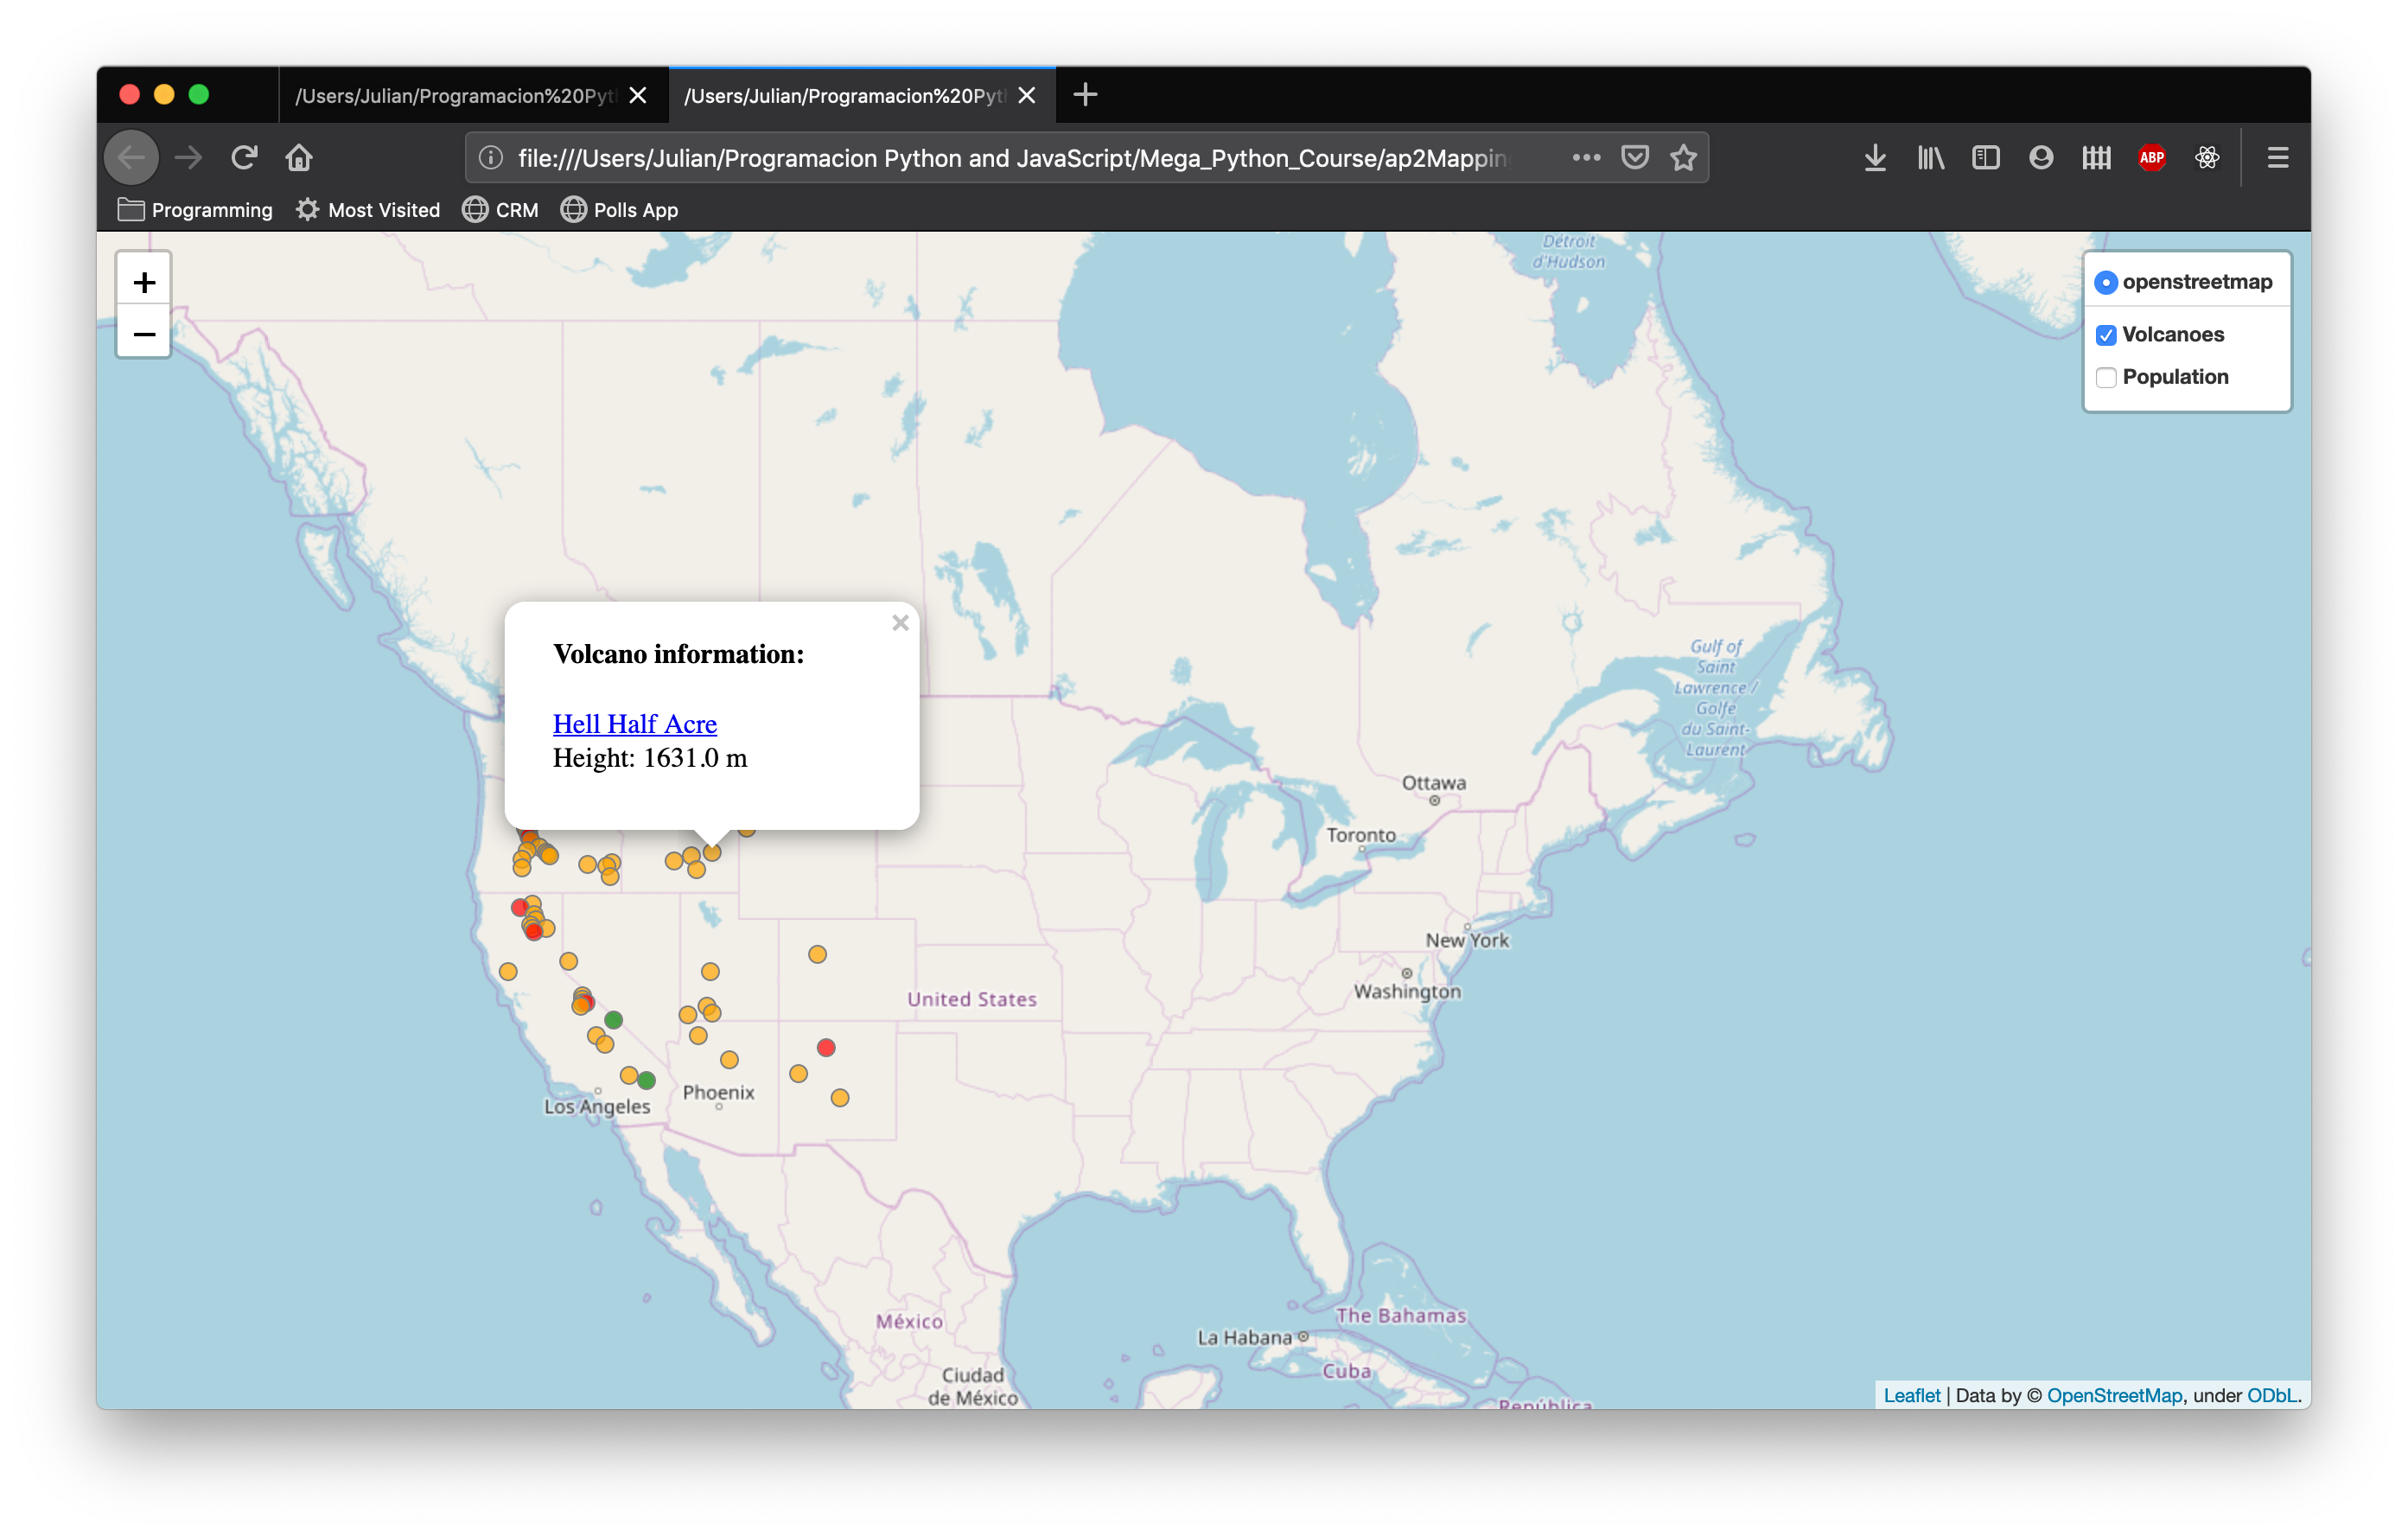 /Users/Julian/Programacion%20Pyt
/Users/Julian/Programacion%20Pyt
file:///Users/Julian/Programacion Python and JavaScript/Mega_Python_Course/ap2Mapping
ABP
Programming
Most Visited
CRM
Polls App
+
−
openstreetmap
Volcanoes
Population
Détroit
d'Hudson
Volcano information:
Hell Half Acre
Height: 1631.0 m
Gulf of
Saint
Lawrence /
Golfe
du Saint-
Laurent
Ottawa
Toronto
New York
Washington
United States
Phoenix
Los Angeles
The Bahamas
México
La Habana
Cuba
Ciudad
de México
República
Leaflet | Data by © OpenStreetMap, under ODbL.